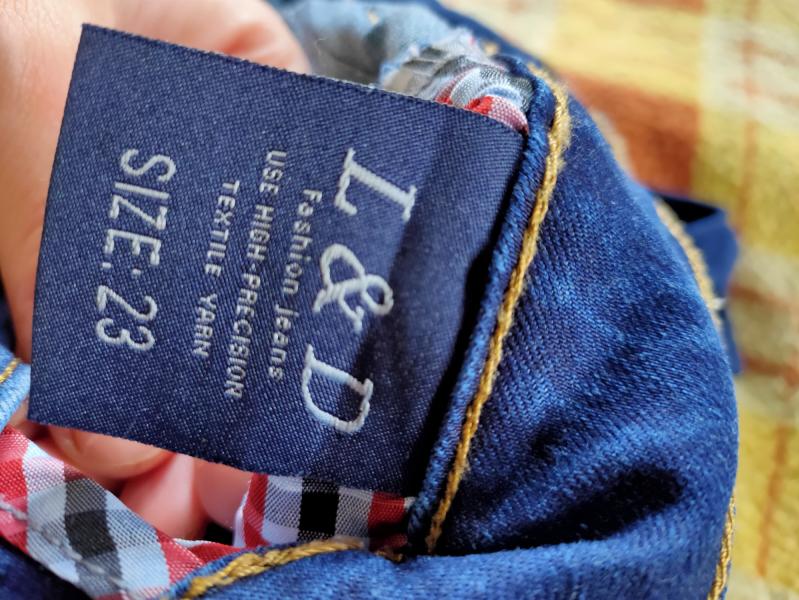 L & D
Fashion Jeans
USE HIGH-PRECISION
TEXTILE YARN
SIZE: 23